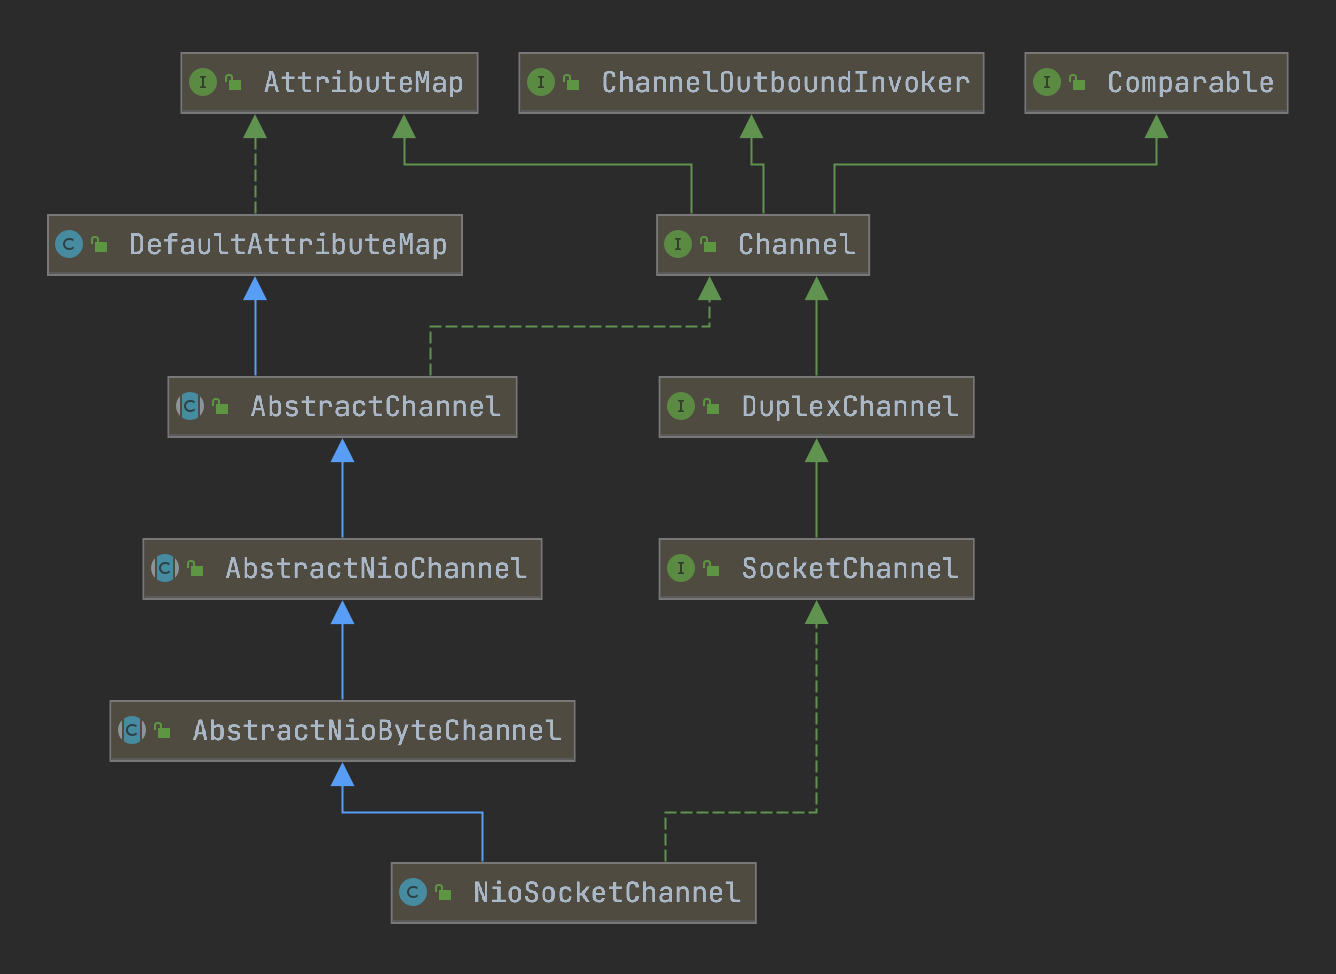 I AttributeMap
I ChannelOutboundInvoker
I Comparable
C DefaultAttributeMap
I Channel
C AbstractChannel
I DuplexChannel
C AbstractNioChannel
I SocketChannel
C AbstractNioByteChannel
C NioSocketChannel